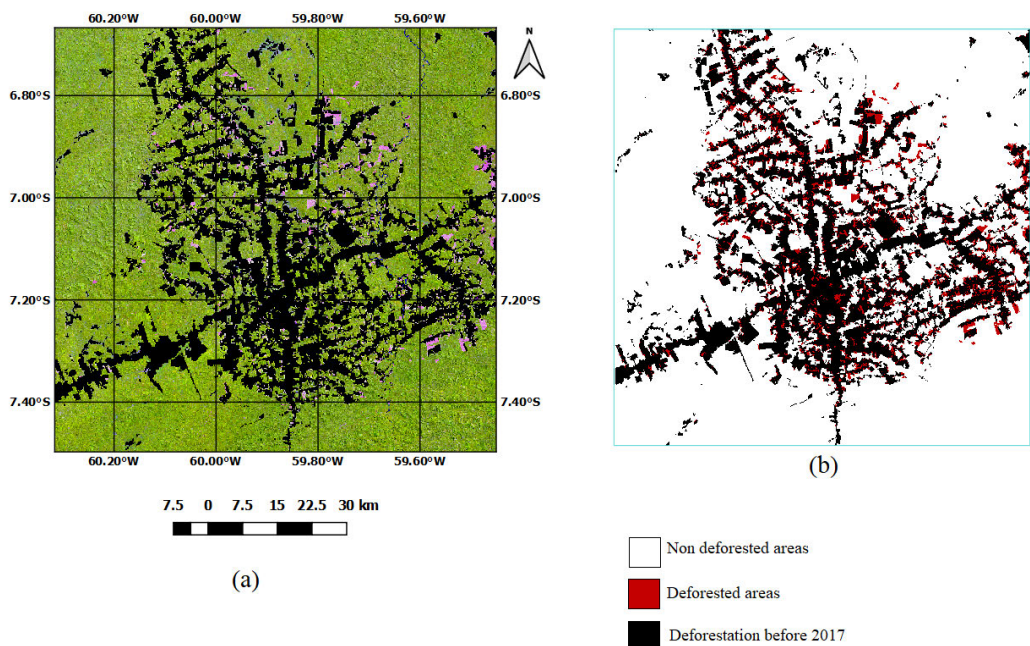 60.20°W 60.00°W 59.80°W 59.60°W
N
6.80°S 6.80°S
7.00°S 7.00°S
7.20°S 7.20°S
7.40°S 7.40°S
60.20°W 60.00°W 59.80°W 59.60°W
7.5 0 7.5 15 22.5 30 km
(a)
(b)
Non deforested areas
Deforested areas
Deforestation before 2017